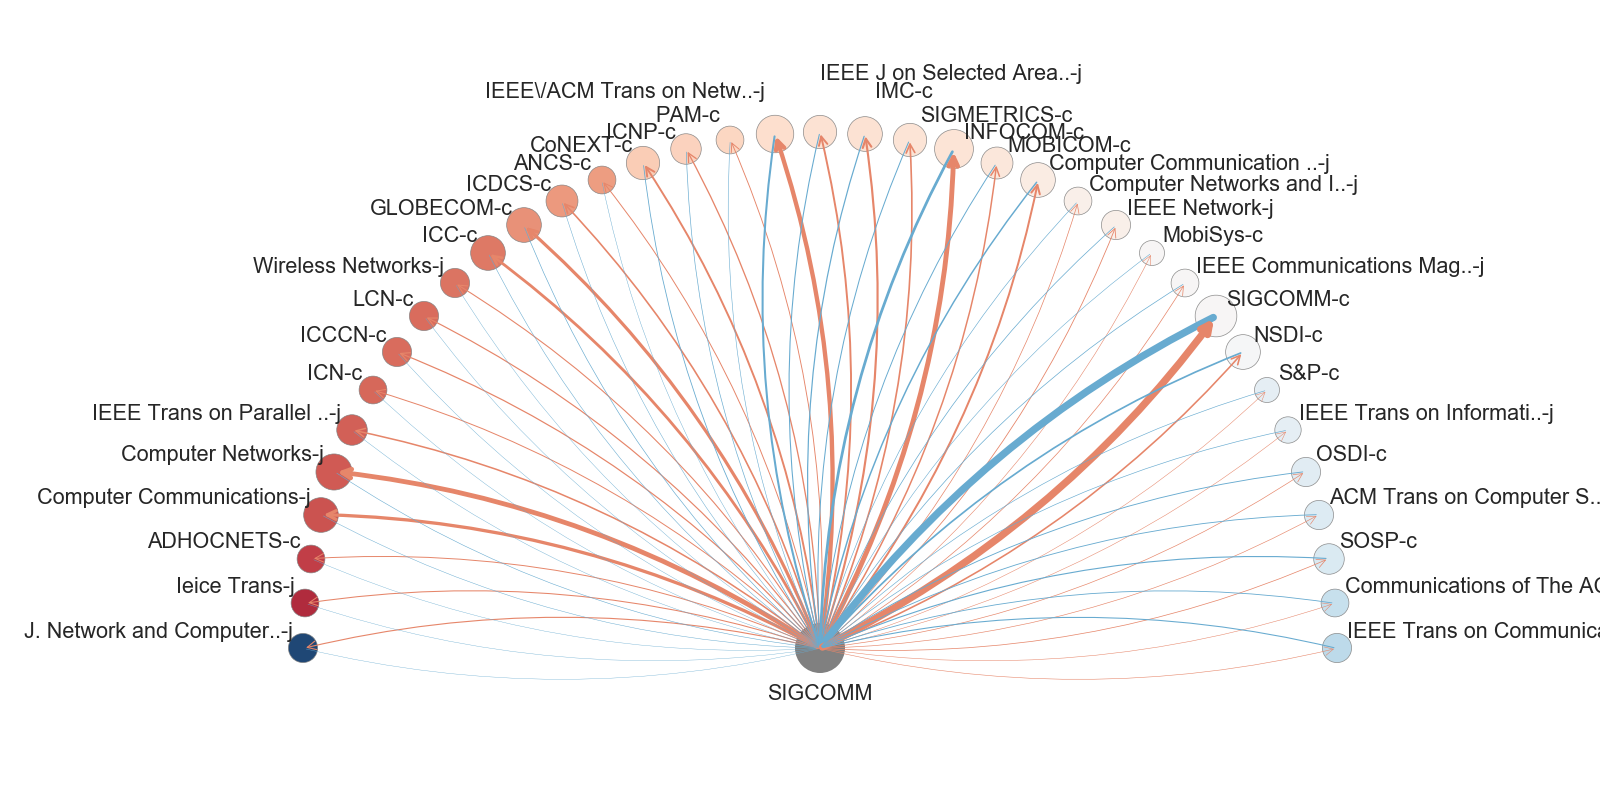 IEEE J on Selected Area..-j
IEEE\/ACM Trans on Netw..-j
IMC-c
PAM-c
SIGMETRICS-c
ICNP-c
INFOCOM-c
CoNEXT-c
MOBICOM-c
ANCS-c
Computer Communication ..-j
ICDCS-c
Computer Networks and I..-j
GLOBECOM-c
IEEE Network-j
ICC-c
MobiSys-c
Wireless Networks-j
IEEE Communications Mag..-j
LCN-c
SIGCOMM-c
ICCCN-c
NSDI-c
ICN-c
S&P-c
IEEE Trans on Parallel ..-j
IEEE Trans on Informati..-j
Computer Networks-j
OSDI-c
Computer Communications-j
ACM Trans on Computer S..
ADHOCNETS-c
SOSP-c
Ieice Trans-j
Communications of The AC
J. Network and Computer..-j
IEEE Trans on Communica
SIGCOMM